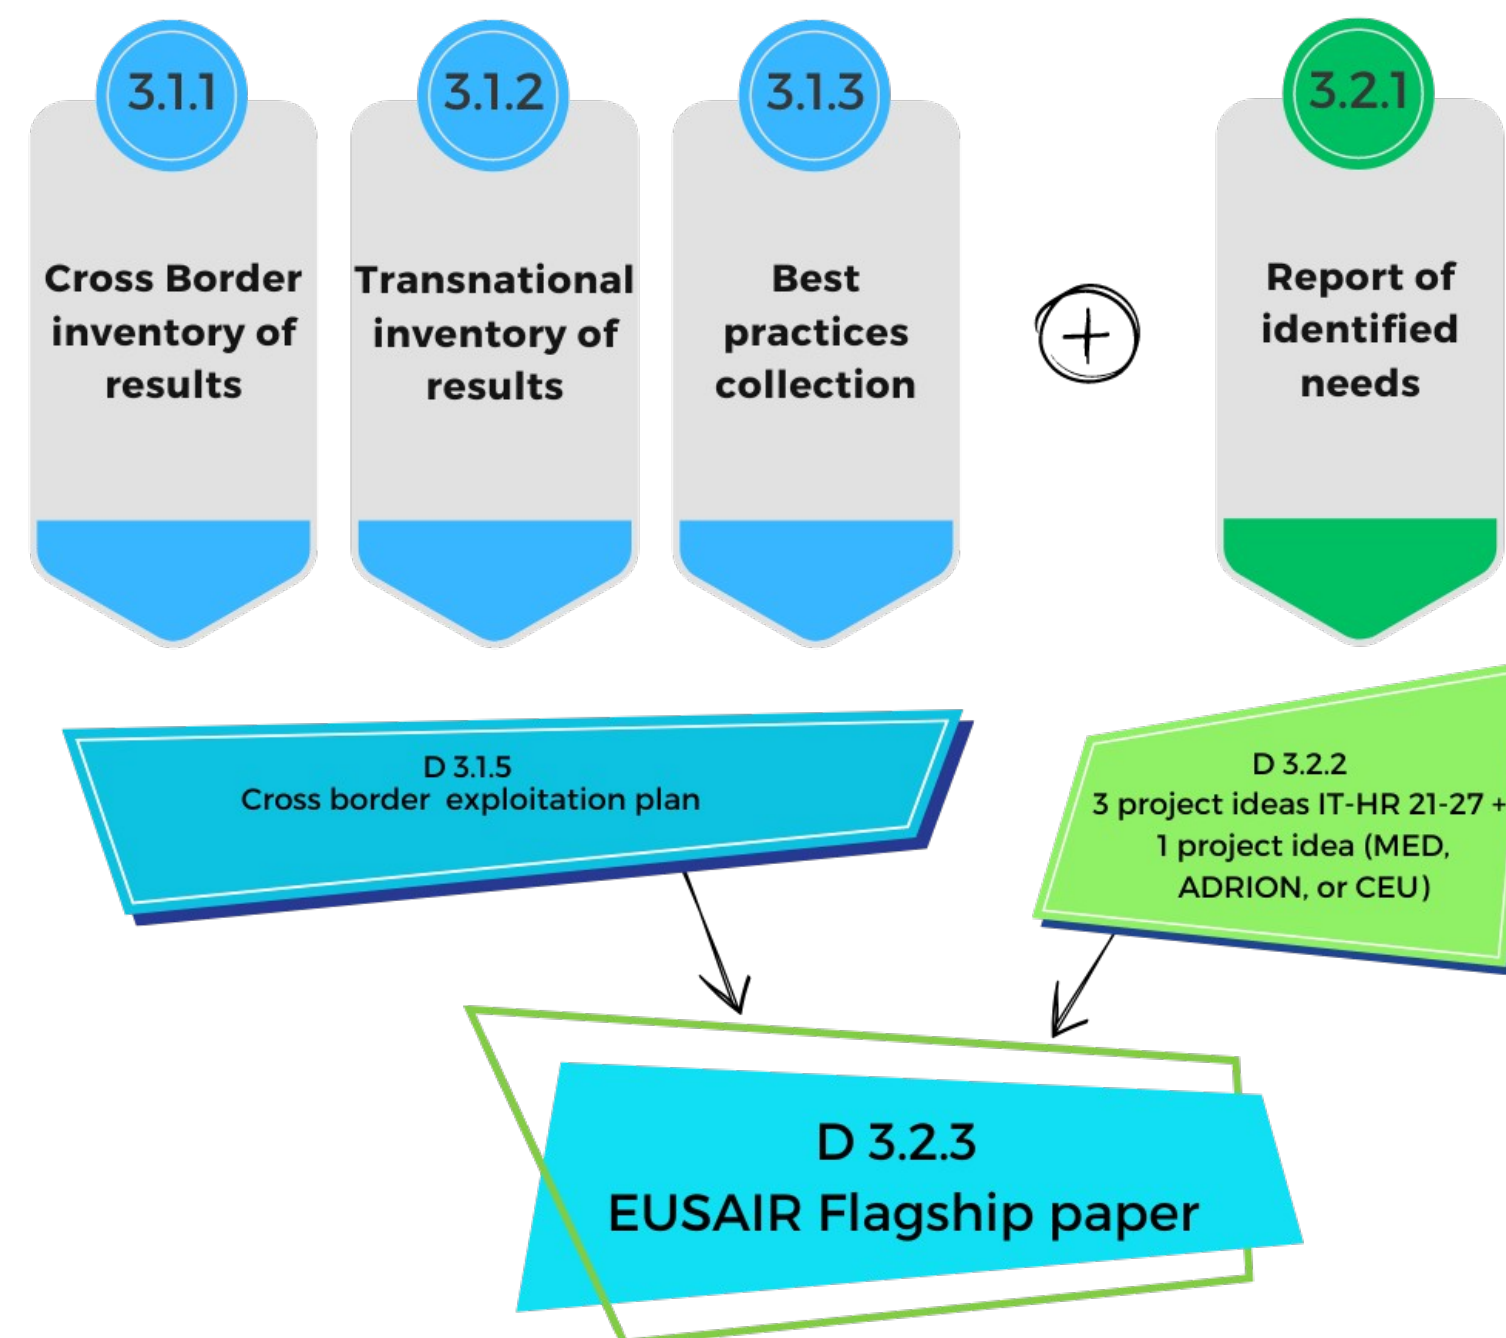 3.1.1
Cross Border
inventory of
results
3.1.2
Transnational
inventory of
results
3.1.3
Best
practices
collection
+
3.2.1
Report of
identified
needs
D 3.1.5
Cross border exploitation plan
D 3.2.2
3 project ideas IT-HR 21-27 +
1 project idea (MED,
ADRION, or CEU)
D 3.2.3
EUSAIR Flagship paper